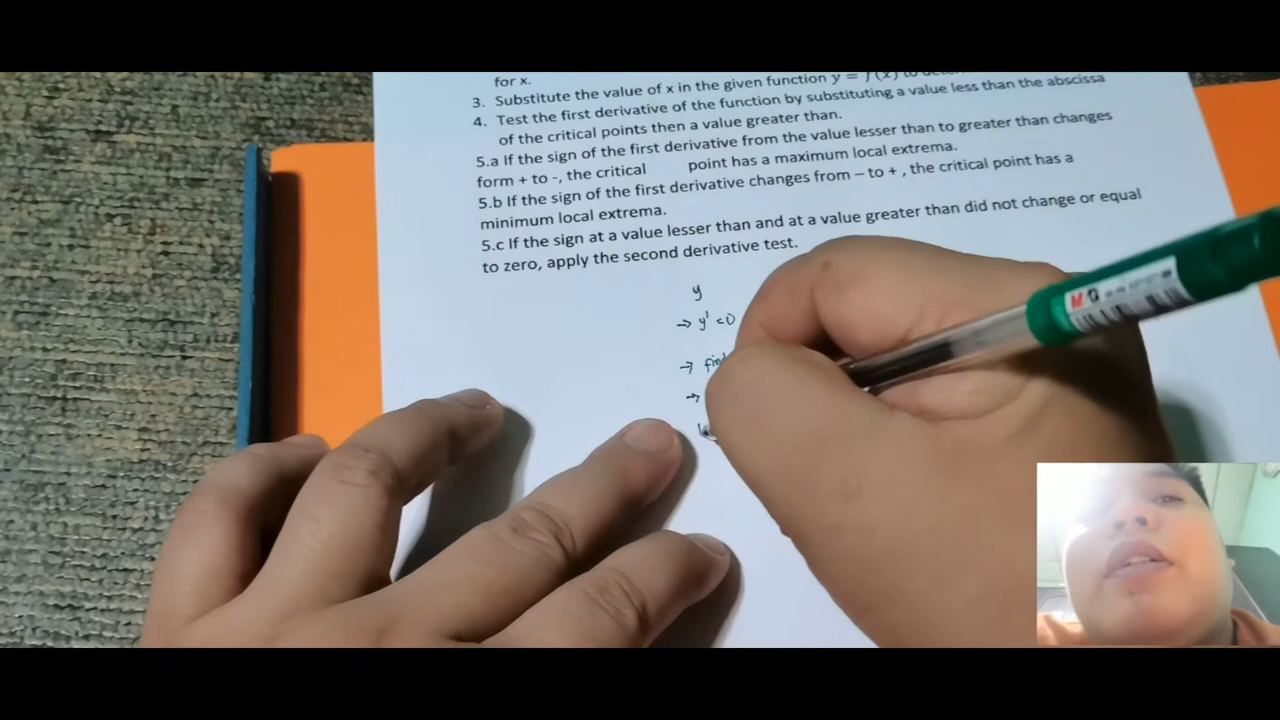 for x.
3. Substitute the value of x in the given function y = f(x) to
4. Test the first derivative of the function by substituting a value less than the abscissa
of the critical points then a value greater than.
5.a If the sign of the first derivative from the value lesser than to greater than changes
form + to -, the critical point has a maximum local extrema.
5.b If the sign of the first derivative changes from – to + , the critical point has a
minimum local extrema.
5.c If the sign at a value lesser than and at a value greater than did not change or equal
to zero, apply the second derivative test.
y
→ y' =0
→ find
→
M&G